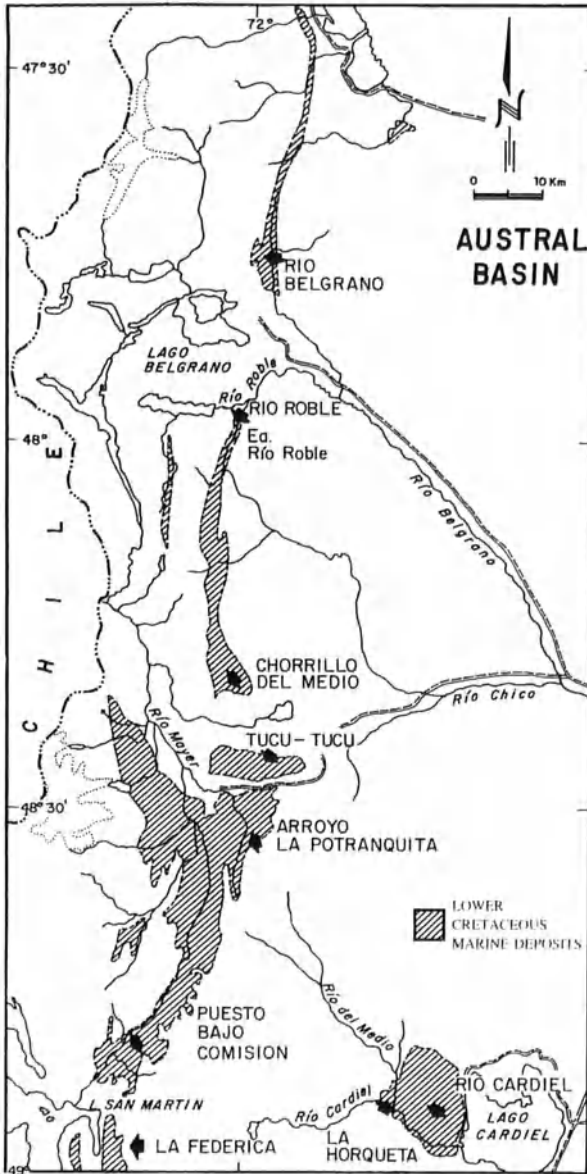 72°
47°30'
N
0 10 Km
AUSTRAL
BASIN
RIO
BELGRANO
LAGO
BELGRANO
Río Roble
RIO ROBLE
Ea.
Río Roble
48°
CHILE
Río Belgrano
CHORRILLO
DEL MEDIO
Río Chico
TUCU-TUCU
Río Mayer
48°30'
ARROYO
LA POTRANQUITA
LOWER
CRETACEOUS
MARINE DEPOSITS
Río del Medio
PUESTO
BAJO
COMISION
RIO CARDIEL
L. SAN MARTIN
Río Cardiel
LAGO
CARDIEL
LA
HORQUETA
LA FEDERICA
49